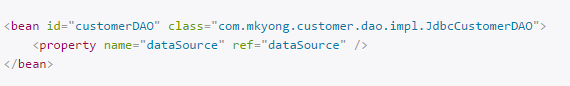 <bean id="customerDAO" class="com.mkyong.customer.dao.impl.JdbcCustomerDAO">
    <property name="dataSource" ref="dataSource" />
</bean>